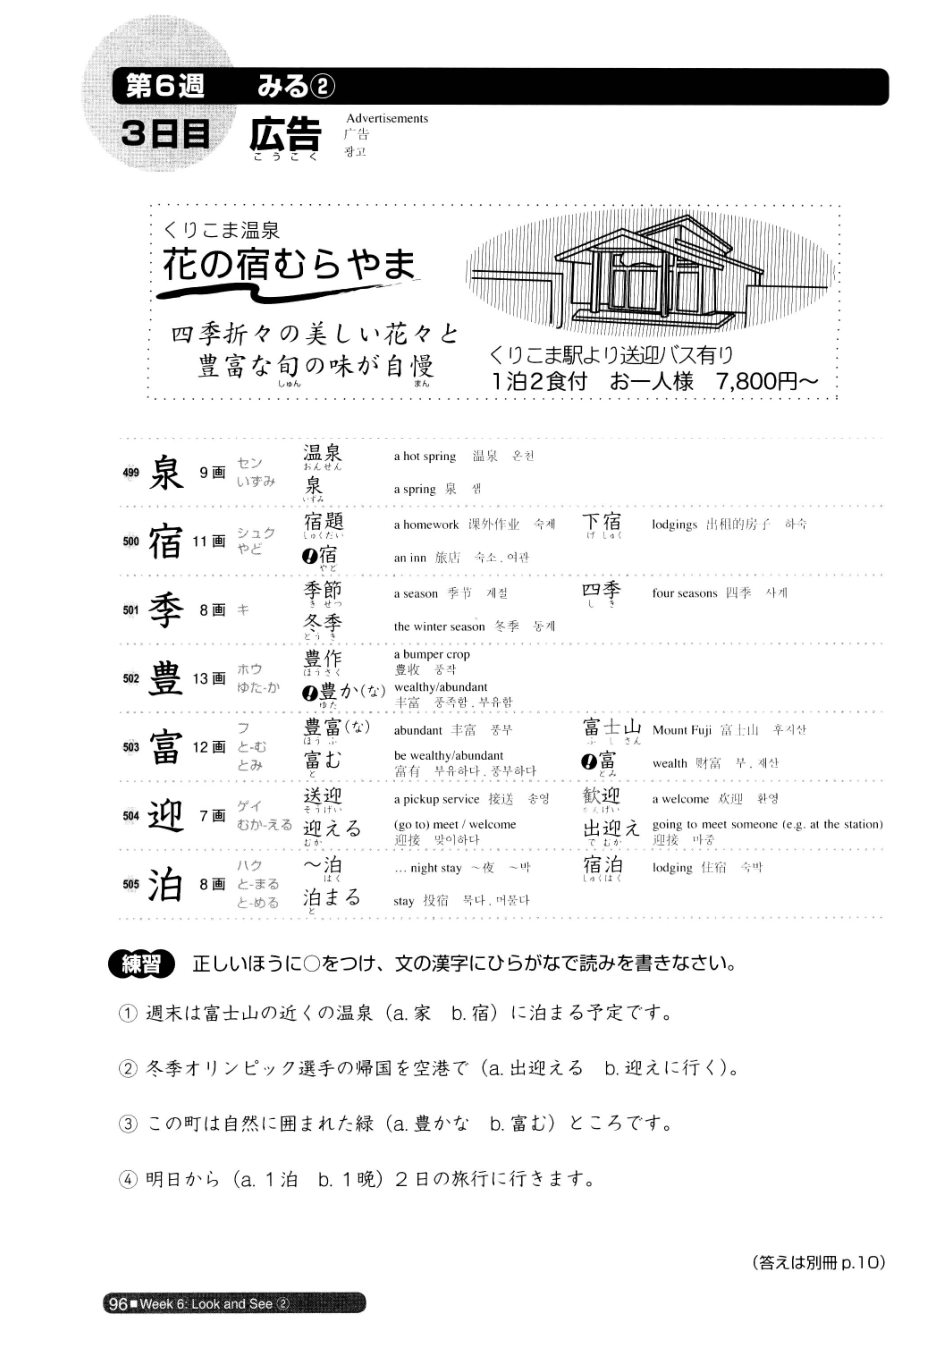 第6週 みる②
3日目 広告 Advertisements
こうこく
广告
광고
くりこま温泉
花の宿むらやま
四季折々の美しい花々と
豊富な旬の味が自慢
しゅん まん
くりこま駅より送迎バス有り
1泊2食付 お一人様 7,800円〜
499 泉 9画 セン いずみ
温泉 おんせん a hot spring 温泉 온천
泉 いずみ a spring 泉 샘
500 宿 11画 シュク やど
宿題 しゅくだい a homework 课外作业 숙제 下宿 げしゅく lodgings 出租的房子 하숙
❗宿 やど an inn 旅店 숙소, 여관
501 季 8画 キ
季節 きせつ a season 季节 계절 四季 しき four seasons 四季 사계
冬季 とうき the winter season 冬季 동계
502 豊 13画 ホウ ゆた-か
豊作 ほうさく a bumper crop 豊收 풍작
❗豊か(な) ゆた wealthy/abundant 丰富 풍족함, 부유함
503 富 12画 フ と-む とみ
豊富(な) ほうふ abundant 丰富 풍부 富士山 ふじさん Mount Fuji 富士山 후지산
富む と be wealthy/abundant 富有 부유하다, 풍부하다 ❗富 とみ wealth 财富 부, 재산
504 迎 7画 ゲイ むか-える
送迎 そうげい a pickup service 接送 송영 歓迎 かんげい a welcome 欢迎 환영
迎える むか (go to) meet / welcome 迎接 맞이하다 出迎え でむか going to meet someone (e.g. at the station) 迎接 마중
505 泊 8画 ハク と-まる と-める
〜泊 はく … night stay 〜夜 〜박 宿泊 しゅくはく lodging 住宿 숙박
泊まる と stay 投宿 묵다, 머물다
練習 正しいほうに○をつけ、文の漢字にひらがなで読みを書きなさい。
① 週末は富士山の近くの温泉（a. 家 b. 宿）に泊まる予定です。
② 冬季オリンピック選手の帰国を空港で（a. 出迎える b. 迎えに行く）。
③ この町は自然に囲まれた緑（a. 豊かな b. 富む）ところです。
④ 明日から（a. 1泊 b. 1晩）2日の旅行に行きます。
（答えは別冊 p.10）
96■Week 6: Look and See ②